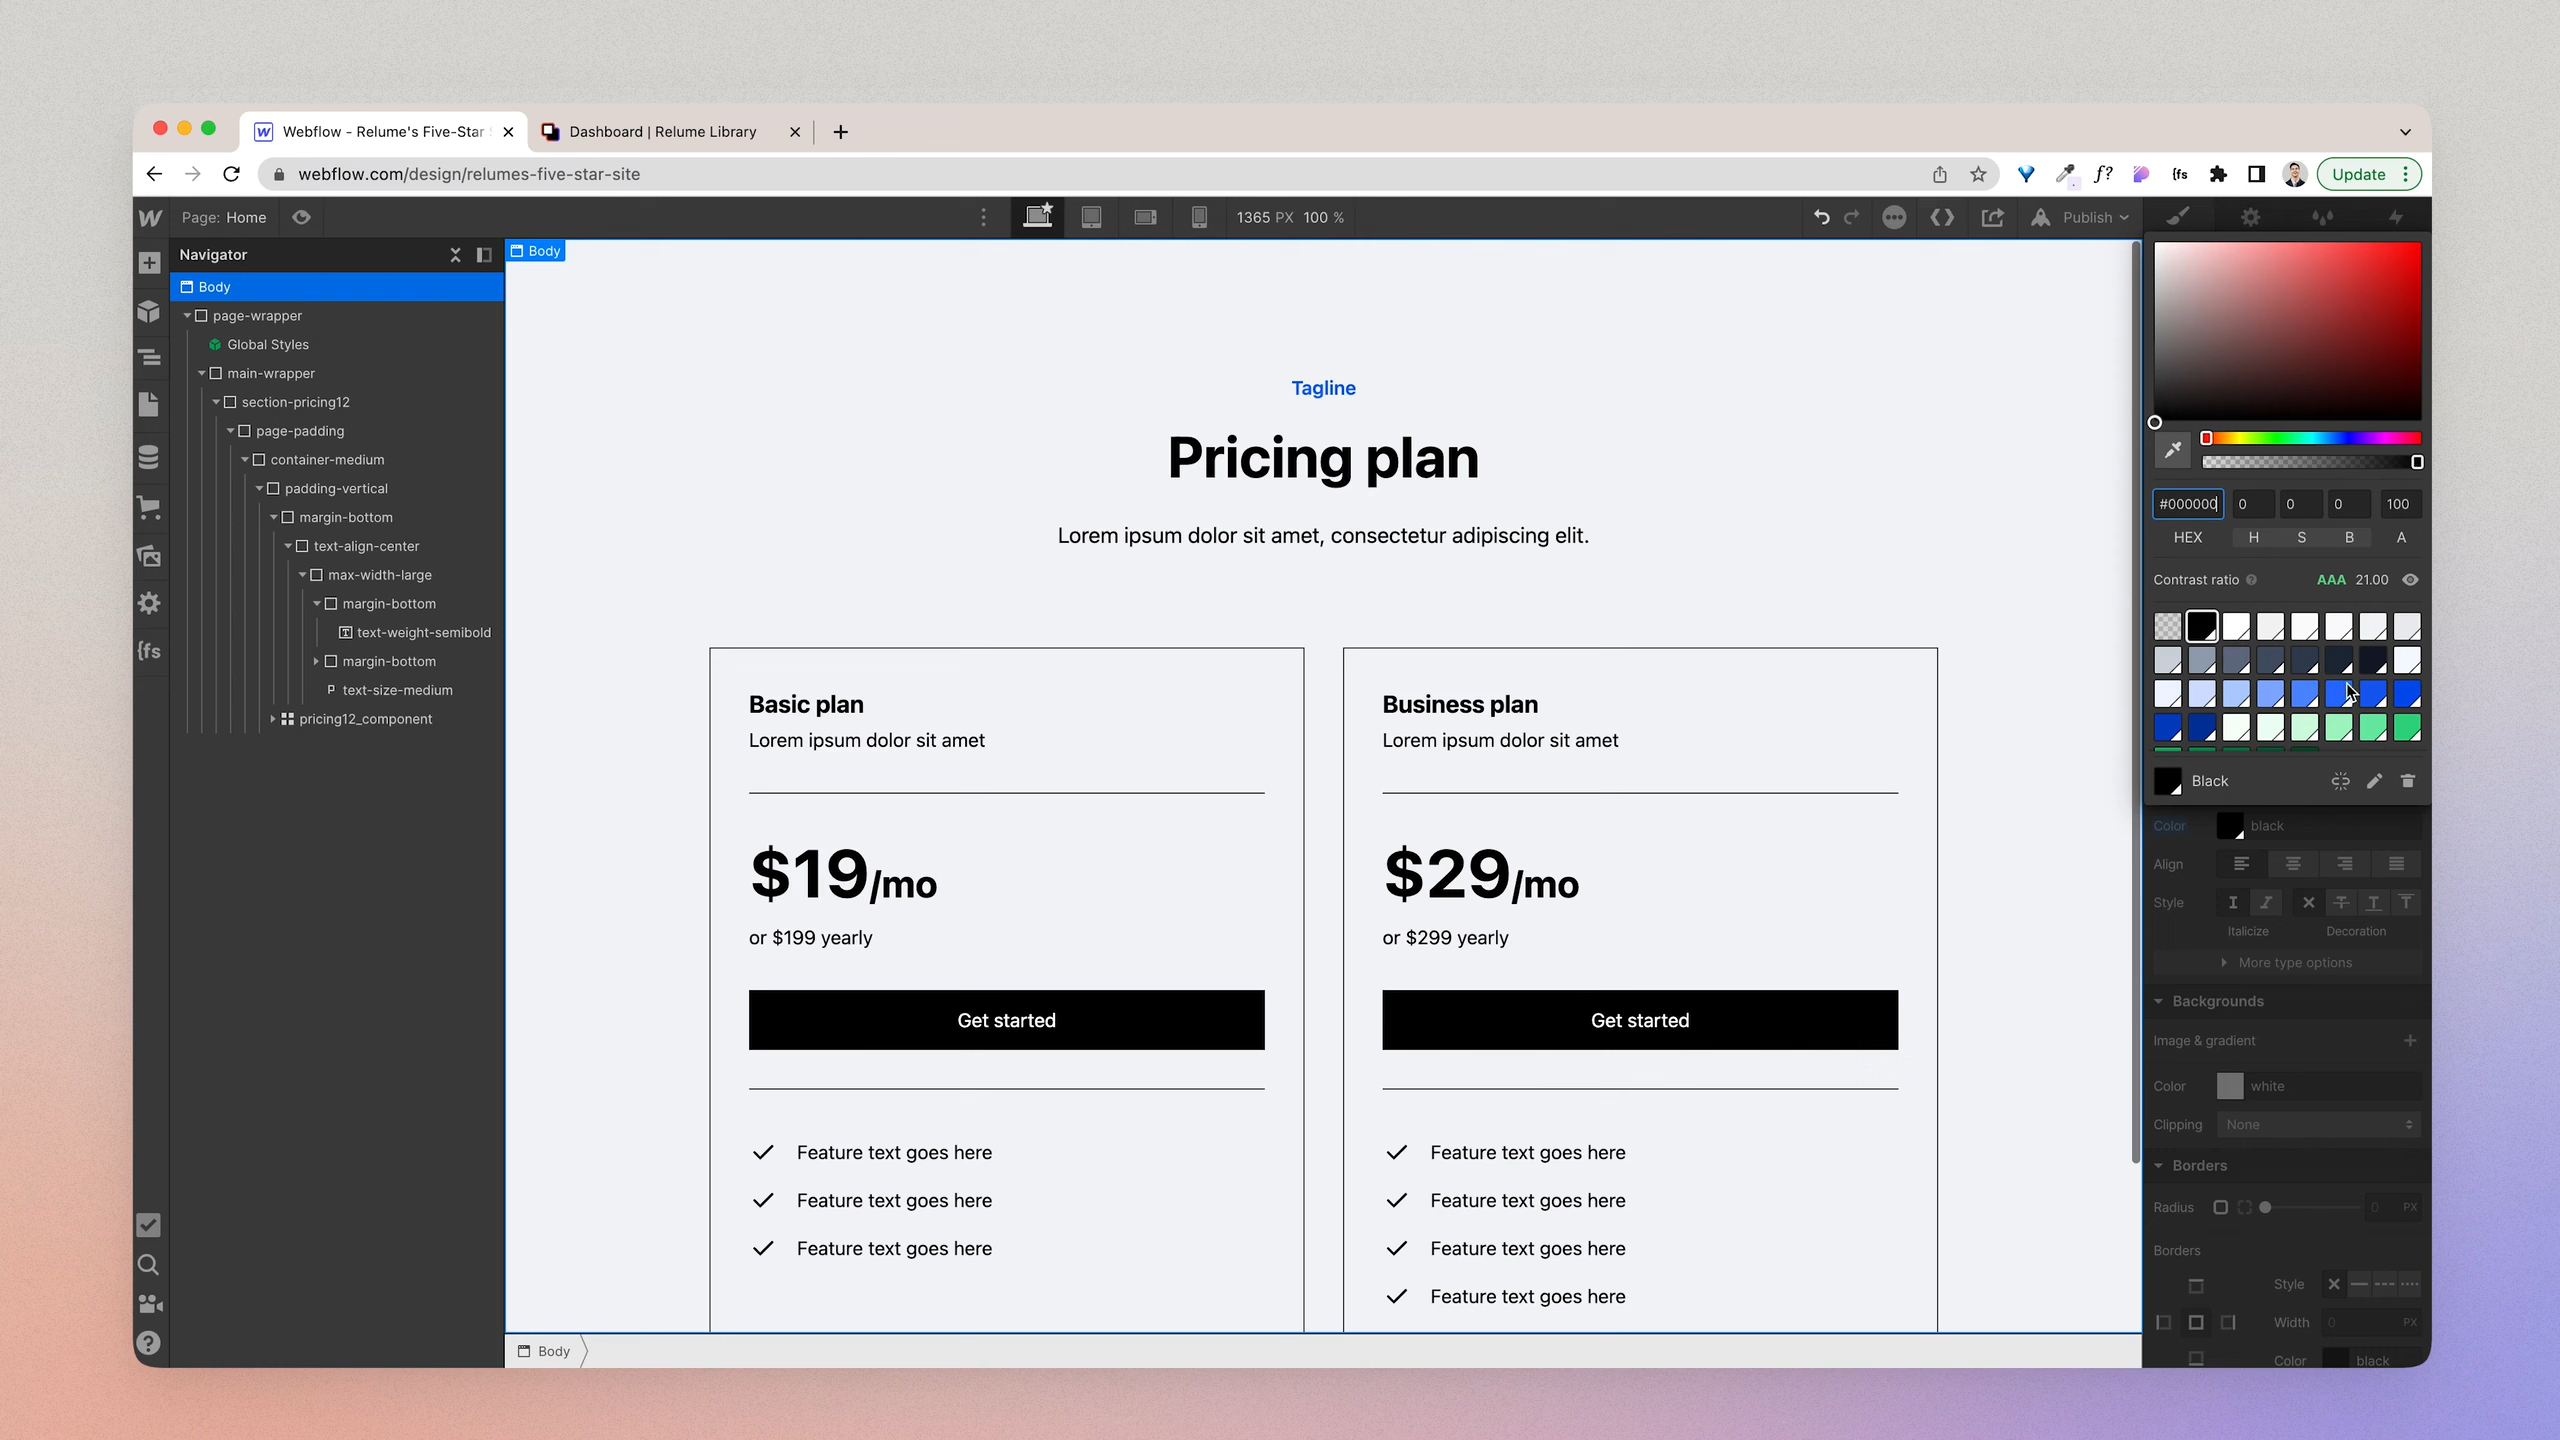 Webflow - Relume's Five-Star S
Dashboard | Relume Library
webflow.com/design/relumes-five-star-site
f?
{fs
Update
Page: Home
1365 PX 100 %
Publish
Navigator
Body
page-wrapper
Global Styles
main-wrapper
section-pricing12
page-padding
container-medium
padding-vertical
margin-bottom
text-align-center
max-width-large
margin-bottom
text-weight-semibold
margin-bottom
text-size-medium
pricing12_component
{fs
Body
Tagline
Pricing plan
Lorem ipsum dolor sit amet, consectetur adipiscing elit.
Basic plan
Lorem ipsum dolor sit amet
$19/mo
or $199 yearly
Get started
Feature text goes here
Feature text goes here
Feature text goes here
Business plan
Lorem ipsum dolor sit amet
$29/mo
or $299 yearly
Get started
Feature text goes here
Feature text goes here
Feature text goes here
Feature text goes here
Body
#000000 0 0 0 100
HEX H S B A
Contrast ratio AAA 21.00
Black
Color black
Align
Style
Italicize Decoration
More type options
Backgrounds
Image & gradient
Color white
Clipping None
Borders
Radius 0 PX
Borders
Style
Width 0 PX
Color black